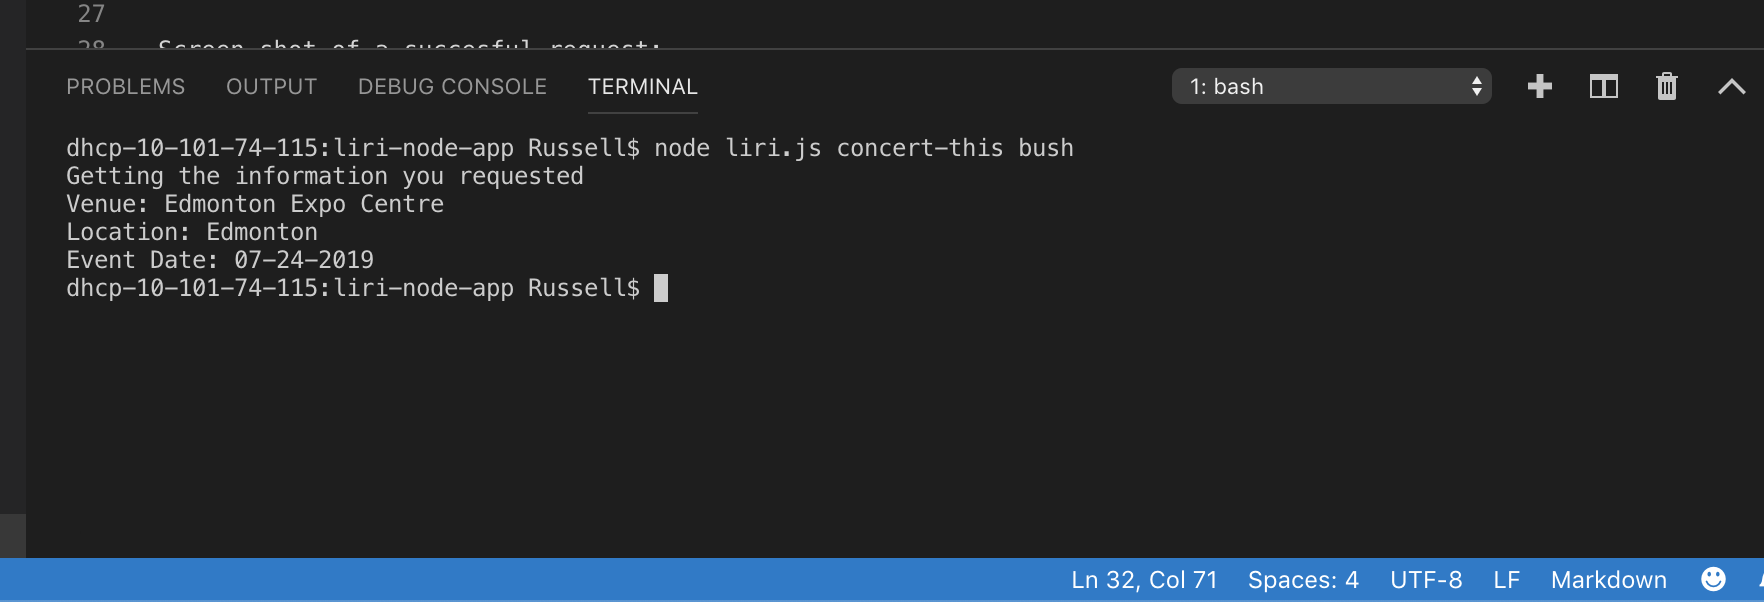 27
28 Screen shot of a succesful request:
PROBLEMS OUTPUT DEBUG CONSOLE TERMINAL 1: bash
dhcp-10-101-74-115:liri-node-app Russell$ node liri.js concert-this bush
Getting the information you requested
Venue: Edmonton Expo Centre
Location: Edmonton
Event Date: 07-24-2019
dhcp-10-101-74-115:liri-node-app Russell$
Ln 32, Col 71 Spaces: 4 UTF-8 LF Markdown